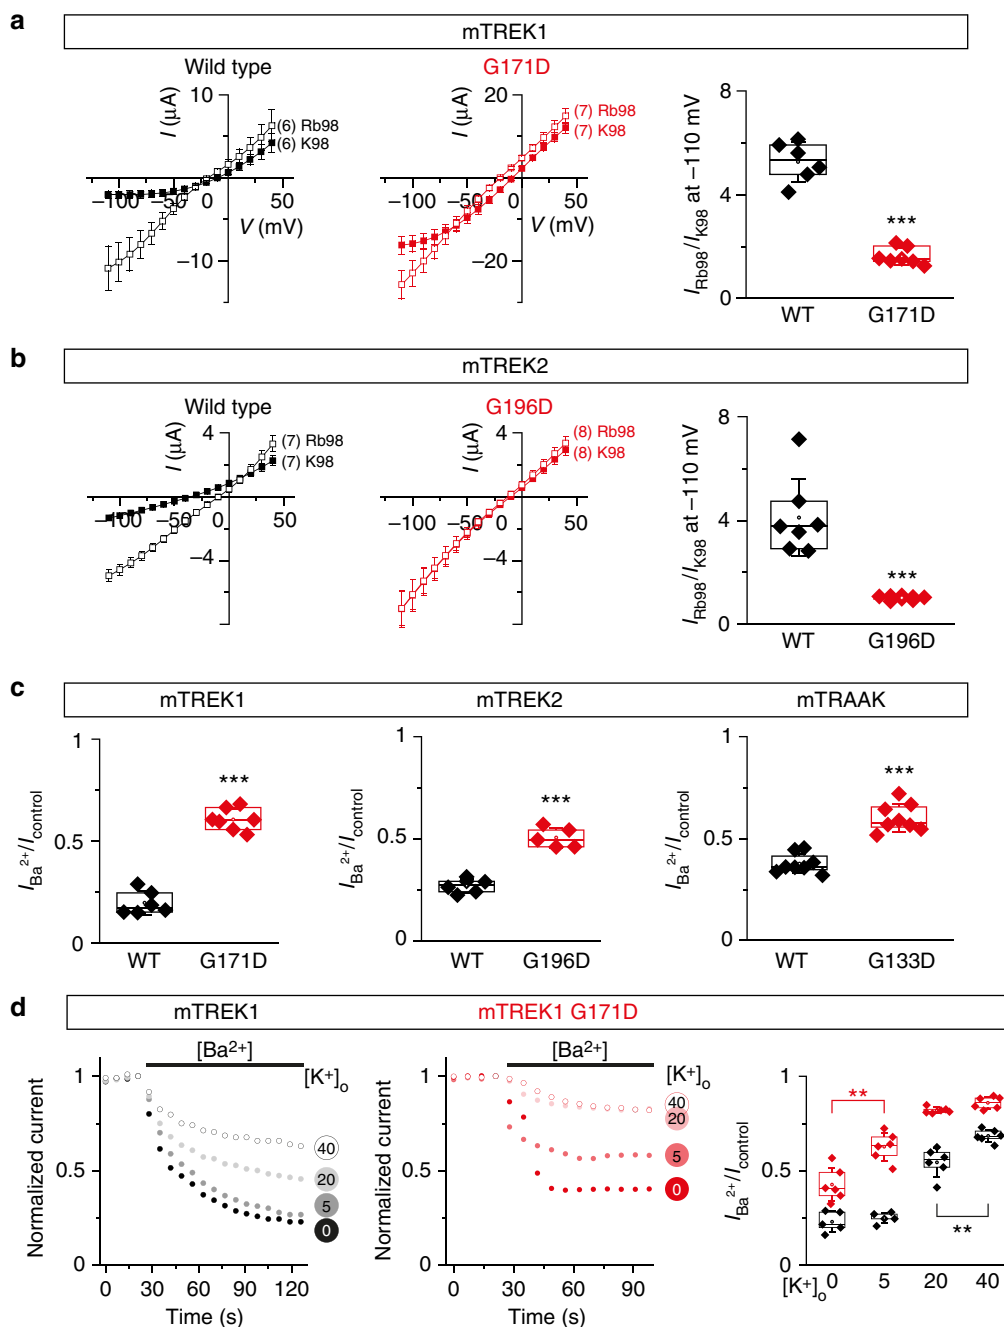 a
mTREK1
Wild type
G171D
I (μA)
10
(6) Rb98
(6) K98
−100
−50
0
50
V (mV)
−10
I (μA)
20
(7) Rb98
(7) K98
−100
−50
0
50
V (mV)
−20
8
4
0
IRb98/IK98 at −110 mV
***
WT
G171D
b
mTREK2
Wild type
G196D
I (μA)
4
(7) Rb98
(7) K98
−100
−50
0
50
V (mV)
−4
I (μA)
4
(8) Rb98
(8) K98
−100
−50
0
50
V (mV)
−4
8
4
0
IRb98/IK98 at −110 mV
***
WT
G196D
c
mTREK1
mTREK2
mTRAAK
1
0.5
0
IBa2+/Icontrol
***
WT
G171D
1
0.5
0
IBa2+/Icontrol
***
WT
G196D
1
0.5
0
IBa2+/Icontrol
***
WT
G133D
d
mTREK1
mTREK1 G171D
[Ba2+]
[K+]o
1
0.5
0
Normalized current
40
20
5
0
0
30
60
90
120
Time (s)
[Ba2+]
[K+]o
1
0.5
0
Normalized current
40
20
5
0
0
30
60
90
Time (s)
1
0.5
0
IBa2+/Icontrol
**
**
[K+]o
0
5
20
40